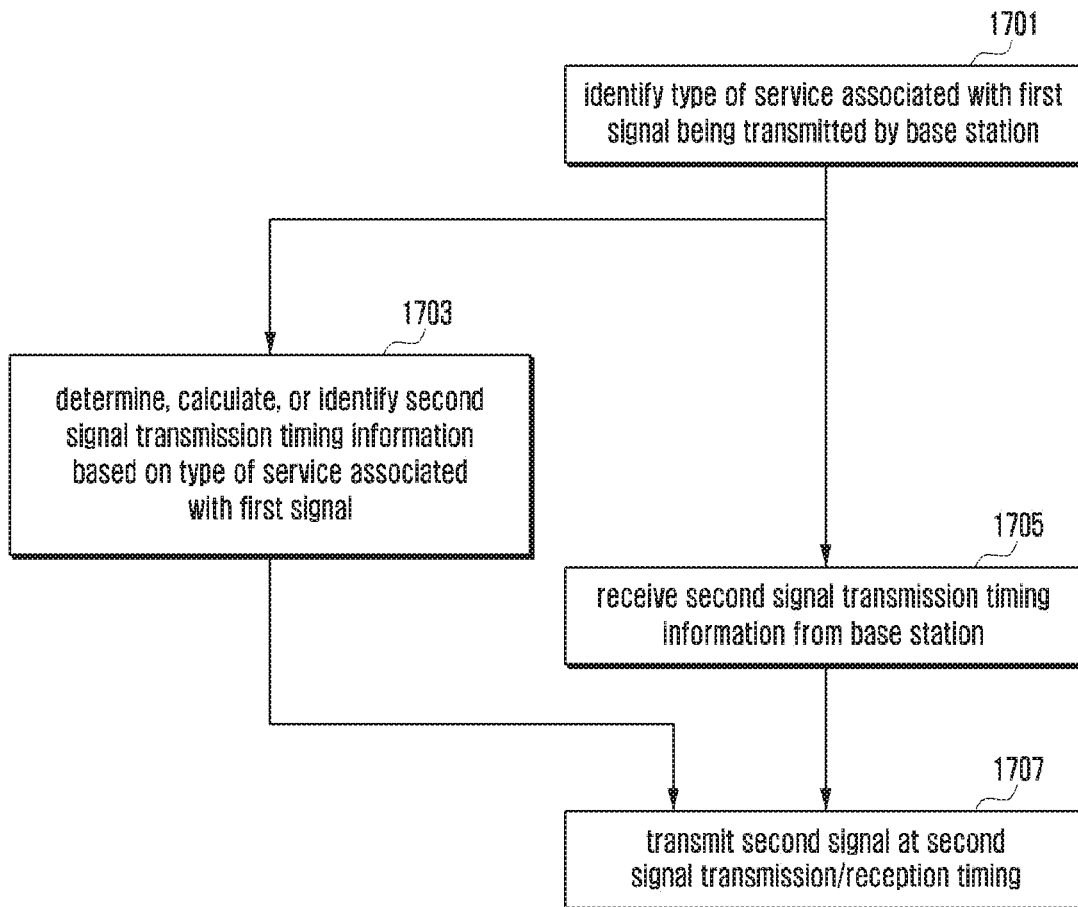 1701
identify type of service associated with first
signal being transmitted by base station
1703
determine, calculate, or identify second
signal transmission timing information
based on type of service associated
with first signal
1705
receive second signal transmission timing
information from base station
1707
transmit second signal at second
signal transmission/reception timing